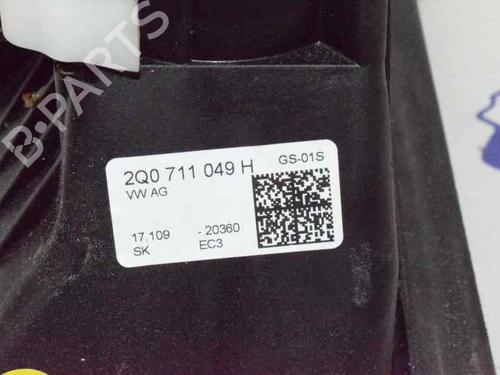 B-PARTS
2Q0 711 049 H GS-01S
VW AG
17.109 - 20360
SK EC3